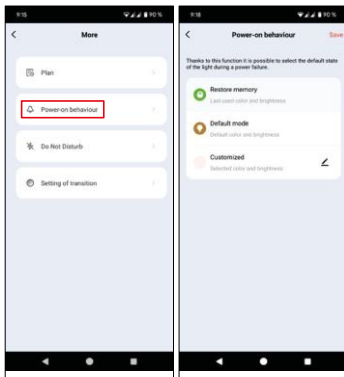 9:15
90 %
More
Plan
Power-on behaviour
Do Not Disturb
Setting of transition
9:18
90 %
Power-on behaviour
Save
Thanks to this function it is possible to select the default state
of the light during a power failure.
Restore memory
Last used color and brightness
Default mode
Default color and brightness
Customized
Selected color and brightness